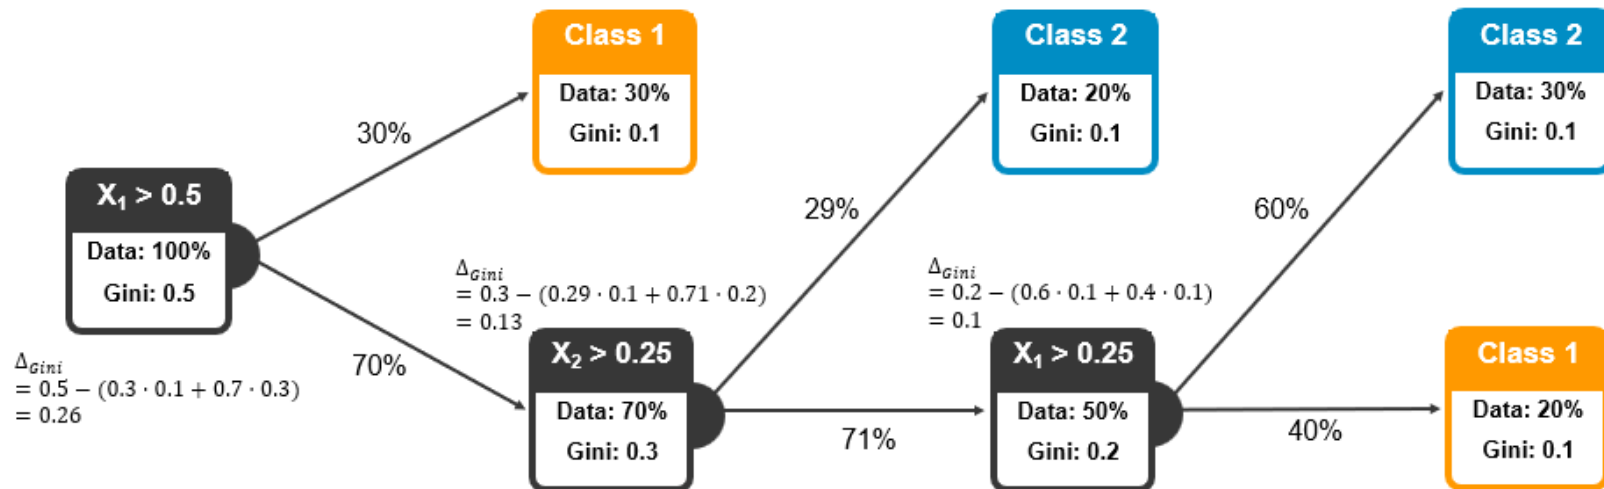 Class 1
Data: 30%
Gini: 0.1
Class 2
Data: 20%
Gini: 0.1
Class 2
Data: 30%
Gini: 0.1
30%
29%
60%
X₁ > 0.5
Data: 100%
Gini: 0.5
Δ_Gini
= 0.5 − (0.3 · 0.1 + 0.7 · 0.3)
= 0.26
70%
Δ_Gini
= 0.3 − (0.29 · 0.1 + 0.71 · 0.2)
= 0.13
X₂ > 0.25
Data: 70%
Gini: 0.3
71%
Δ_Gini
= 0.2 − (0.6 · 0.1 + 0.4 · 0.1)
= 0.1
X₁ > 0.25
Data: 50%
Gini: 0.2
40%
Class 1
Data: 20%
Gini: 0.1